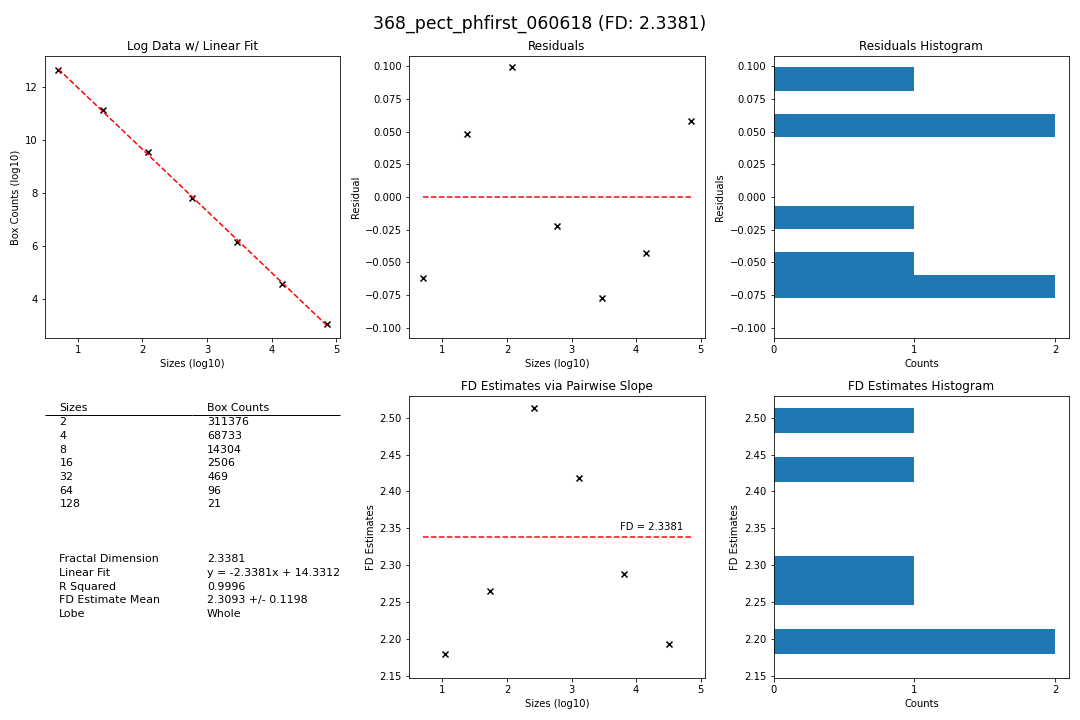 368_pect_phfirst_060618 (FD: 2.3381)
Log Data w/ Linear Fit
Box Counts (log10)
12
10
8
6
4
1 2 3 4 5
Sizes (log10)
Residuals
Residual
0.100
0.075
0.050
0.025
0.000
−0.025
−0.050
−0.075
−0.100
1 2 3 4 5
Sizes (log10)
Residuals Histogram
Residuals
0.100
0.075
0.050
0.025
0.000
−0.025
−0.050
−0.075
−0.100
0 1 2
Counts
Sizes Box Counts
2 311376
4 68733
8 14304
16 2506
32 469
64 96
128 21
Fractal Dimension 2.3381
Linear Fit y = -2.3381x + 14.3312
R Squared 0.9996
FD Estimate Mean 2.3093 +/- 0.1198
Lobe Whole
FD Estimates via Pairwise Slope
FD Estimates
2.50
2.45
2.40
2.35
2.30
2.25
2.20
2.15
FD = 2.3381
1 2 3 4 5
Sizes (log10)
FD Estimates Histogram
FD Estimates
2.50
2.45
2.40
2.35
2.30
2.25
2.20
2.15
0 1 2
Counts